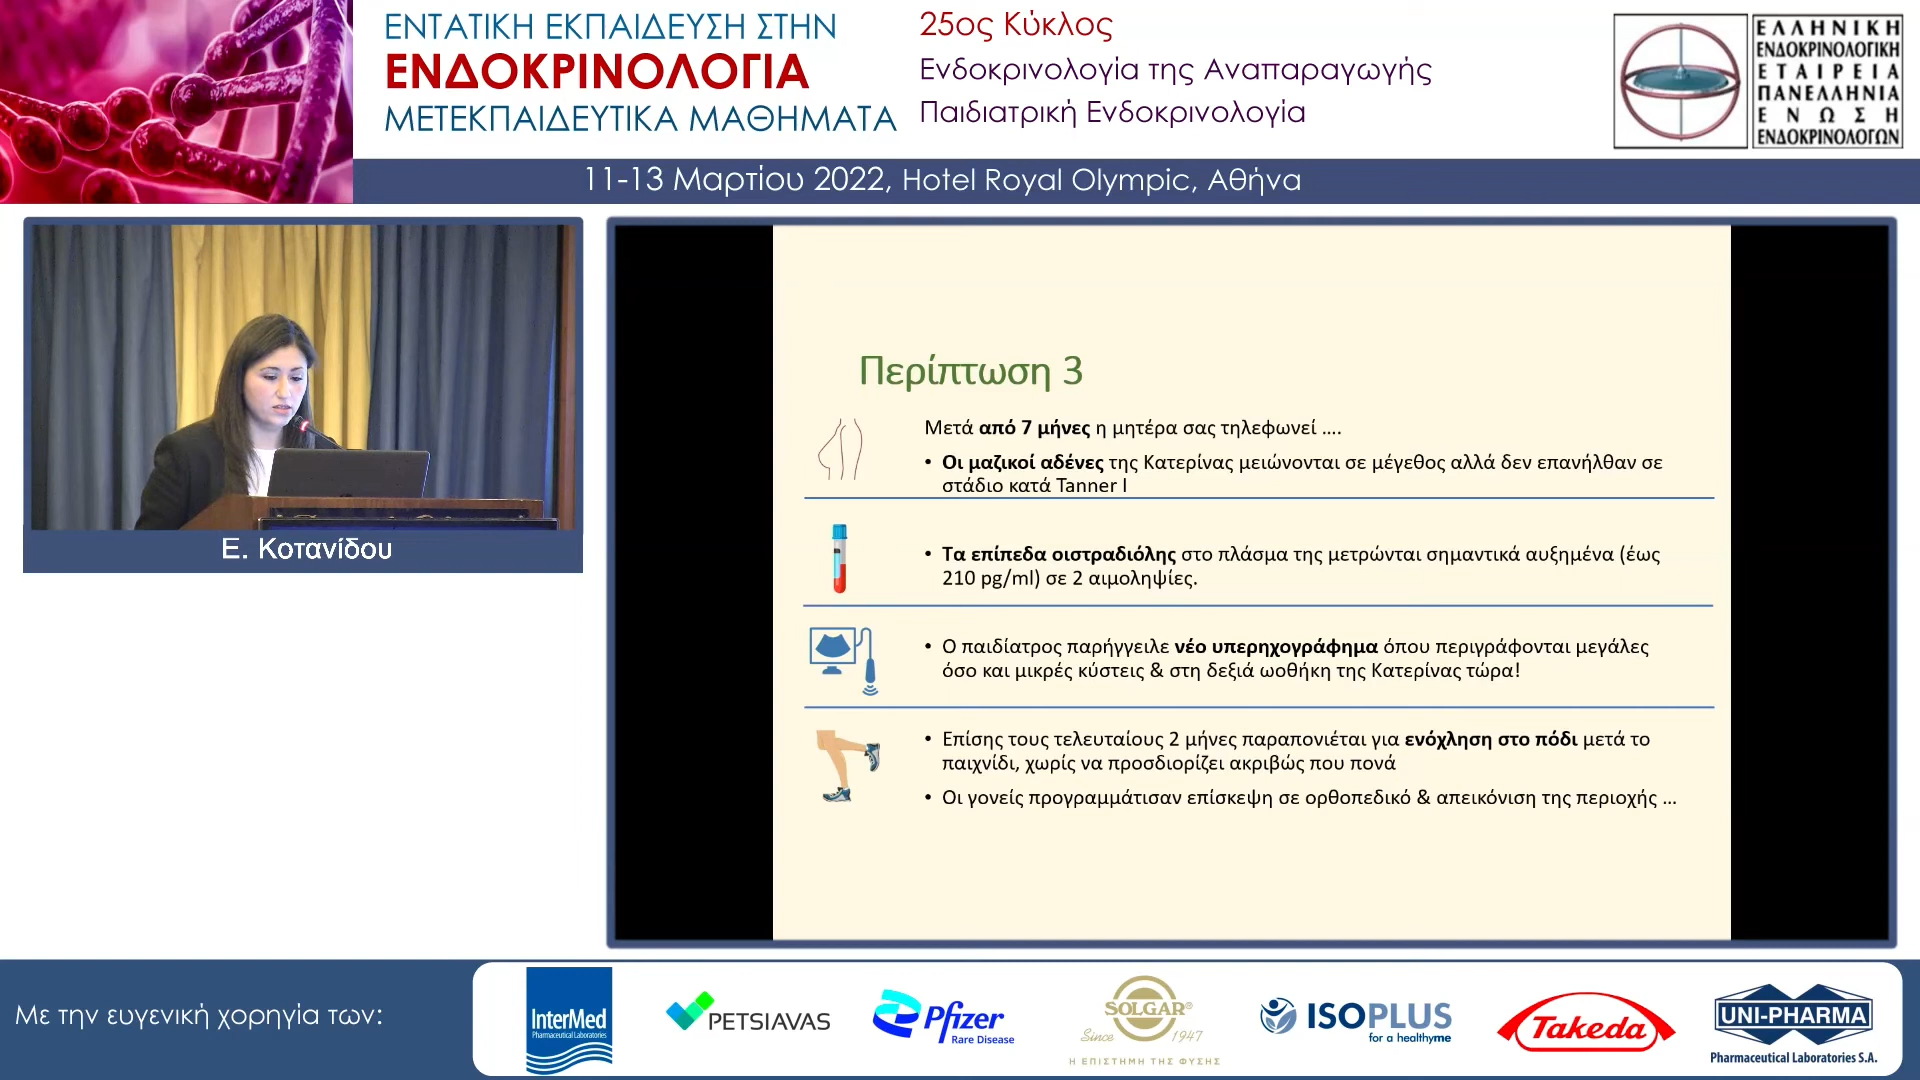 ΕΝΤΑΤΙΚΗ ΕΚΠΑΙΔΕΥΣΗ ΣΤΗΝ
ΕΝΔΟΚΡΙΝΟΛΟΓΙΑ
ΜΕΤΕΚΠΑΙΔΕΥΤΙΚΑ ΜΑΘΗΜΑΤΑ
25ος Κύκλος
Ενδοκρινολογία της Αναπαραγωγής
Παιδιατρική Ενδοκρινολογία
ΕΛΛΗΝΙΚΗ
ΕΝΔΟΚΡΙΝΟΛΟΓΙΚΗ
ΕΤΑΙΡΕΙΑ
ΠΑΝΕΛΛΗΝΙΑ
ΕΝΩΣΗ
ΕΝΔΟΚΡΙΝΟΛΟΓΩΝ
11-13 Μαρτίου 2022, Hotel Royal Olympic, Αθήνα
Ε. Κοτανίδου
Περίπτωση 3
Μετά από 7 μήνες η μητέρα σας τηλεφωνεί ....
• Οι μαζικοί αδένες της Κατερίνας μειώνονται σε μέγεθος αλλά δεν επανήλθαν σε
στάδιο κατά Tanner I
• Τα επίπεδα οιστραδιόλης στο πλάσμα της μετρώνται σημαντικά αυξημένα (έως
210 pg/ml) σε 2 αιμοληψίες.
• Ο παιδίατρος παρήγγειλε νέο υπερηχογράφημα όπου περιγράφονται μεγάλες
όσο και μικρές κύστεις & στη δεξιά ωοθήκη της Κατερίνας τώρα!
• Επίσης τους τελευταίους 2 μήνες παραπονιέται για ενόχληση στο πόδι μετά το
παιχνίδι, χωρίς να προσδιορίζει ακριβώς που πονά
• Οι γονείς προγραμμάτισαν επίσκεψη σε ορθοπεδικό & απεικόνιση της περιοχής ...
Με την ευγενική χορηγία των:
InterMed
Pharmaceutical Laboratories
PETSIAVAS
Pfizer
Rare Disease
SOLGAR®
Since 1947
Η ΕΠΙΣΤΗΜΗ ΤΗΣ ΦΥΣΗΣ
ISOPLUS
for a healthyme
Takeda
UNI-PHARMA
Pharmaceutical Laboratories S.A.